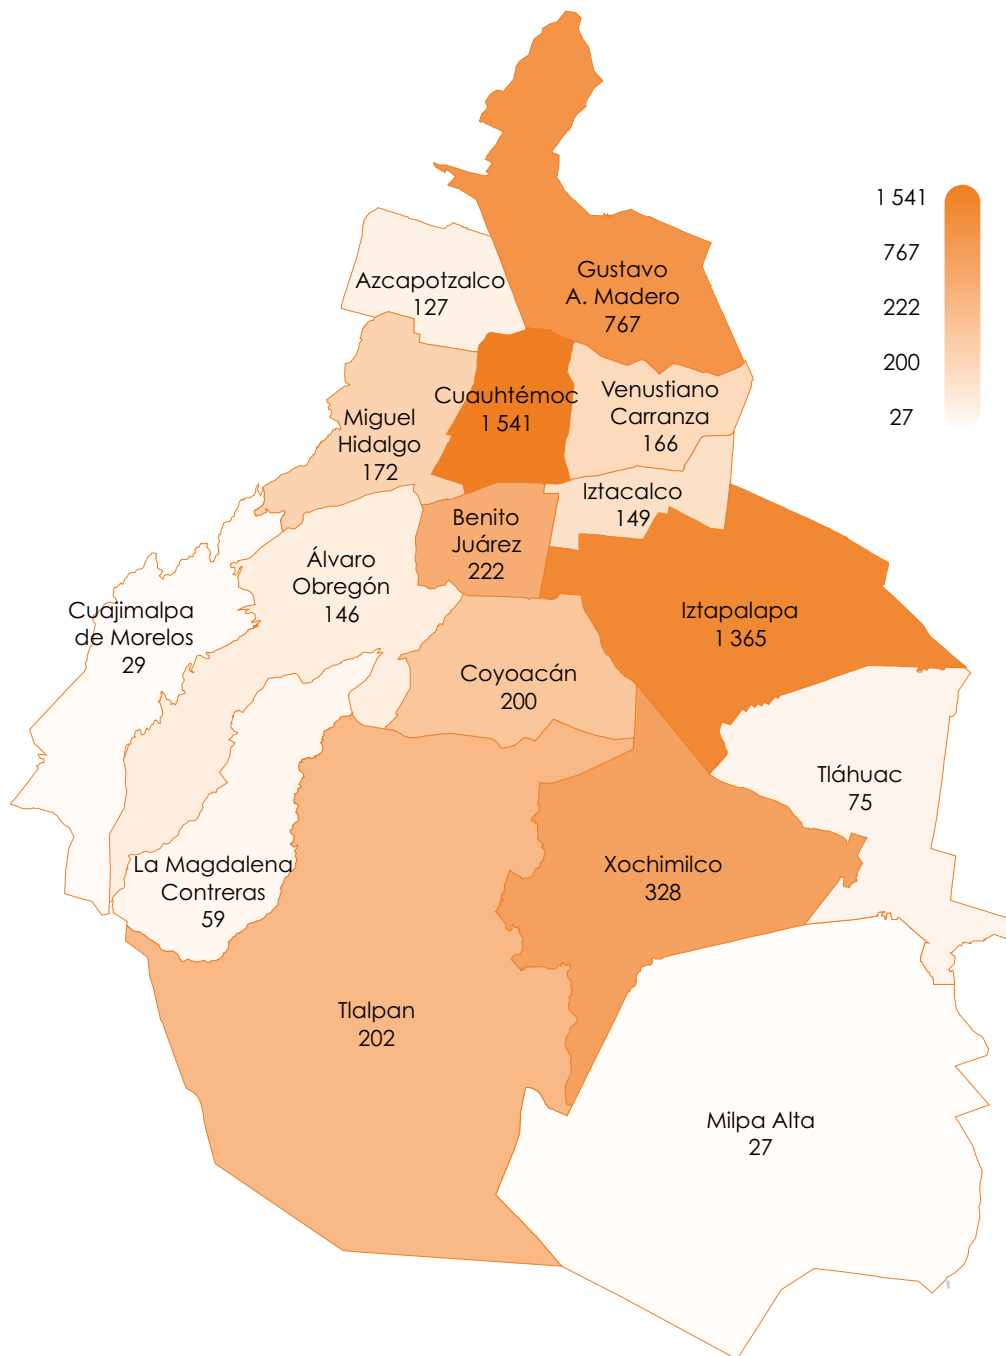 1 541
767
222
200
27
Gustavo
A. Madero
767
Azcapotzalco
127
Cuauhtémoc
1 541
Venustiano
Carranza
166
Miguel
Hidalgo
172
Iztacalco
149
Benito
Juárez
222
Álvaro
Obregón
146
Cuajimalpa
de Morelos
29
Iztapalapa
1 365
Coyoacán
200
Tláhuac
75
La Magdalena
Contreras
59
Xochimilco
328
Tlalpan
202
Milpa Alta
27